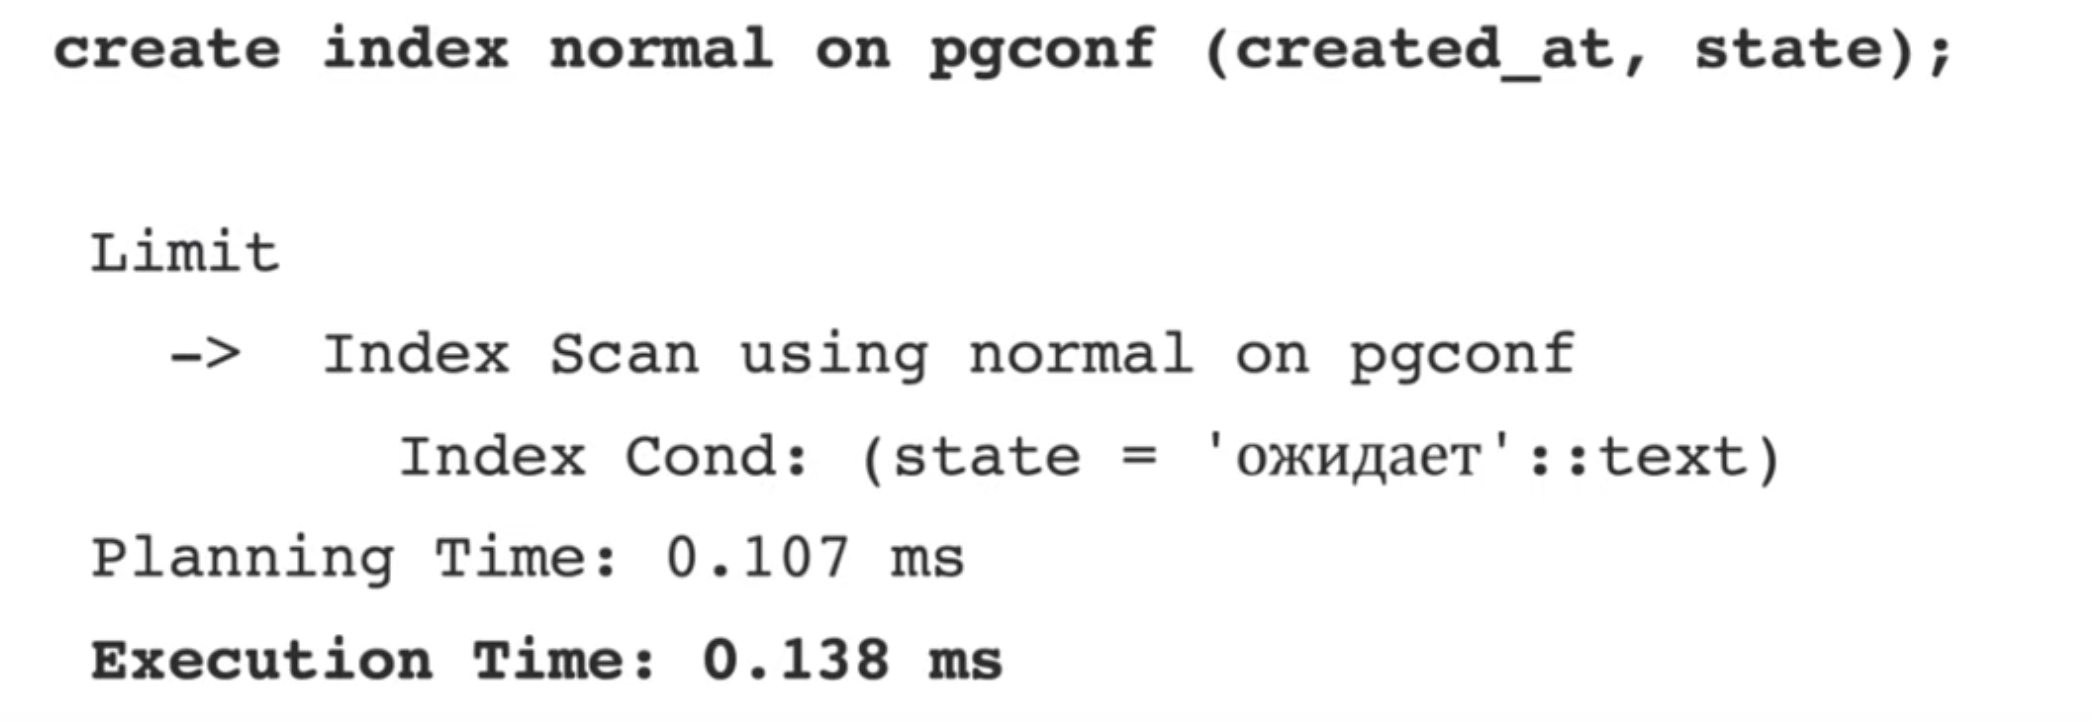 create index normal on pgconf (created_at, state);
Limit
-> Index Scan using normal on pgconf
Index Cond: (state = 'ожидает'::text)
Planning Time: 0.107 ms
Execution Time: 0.138 ms